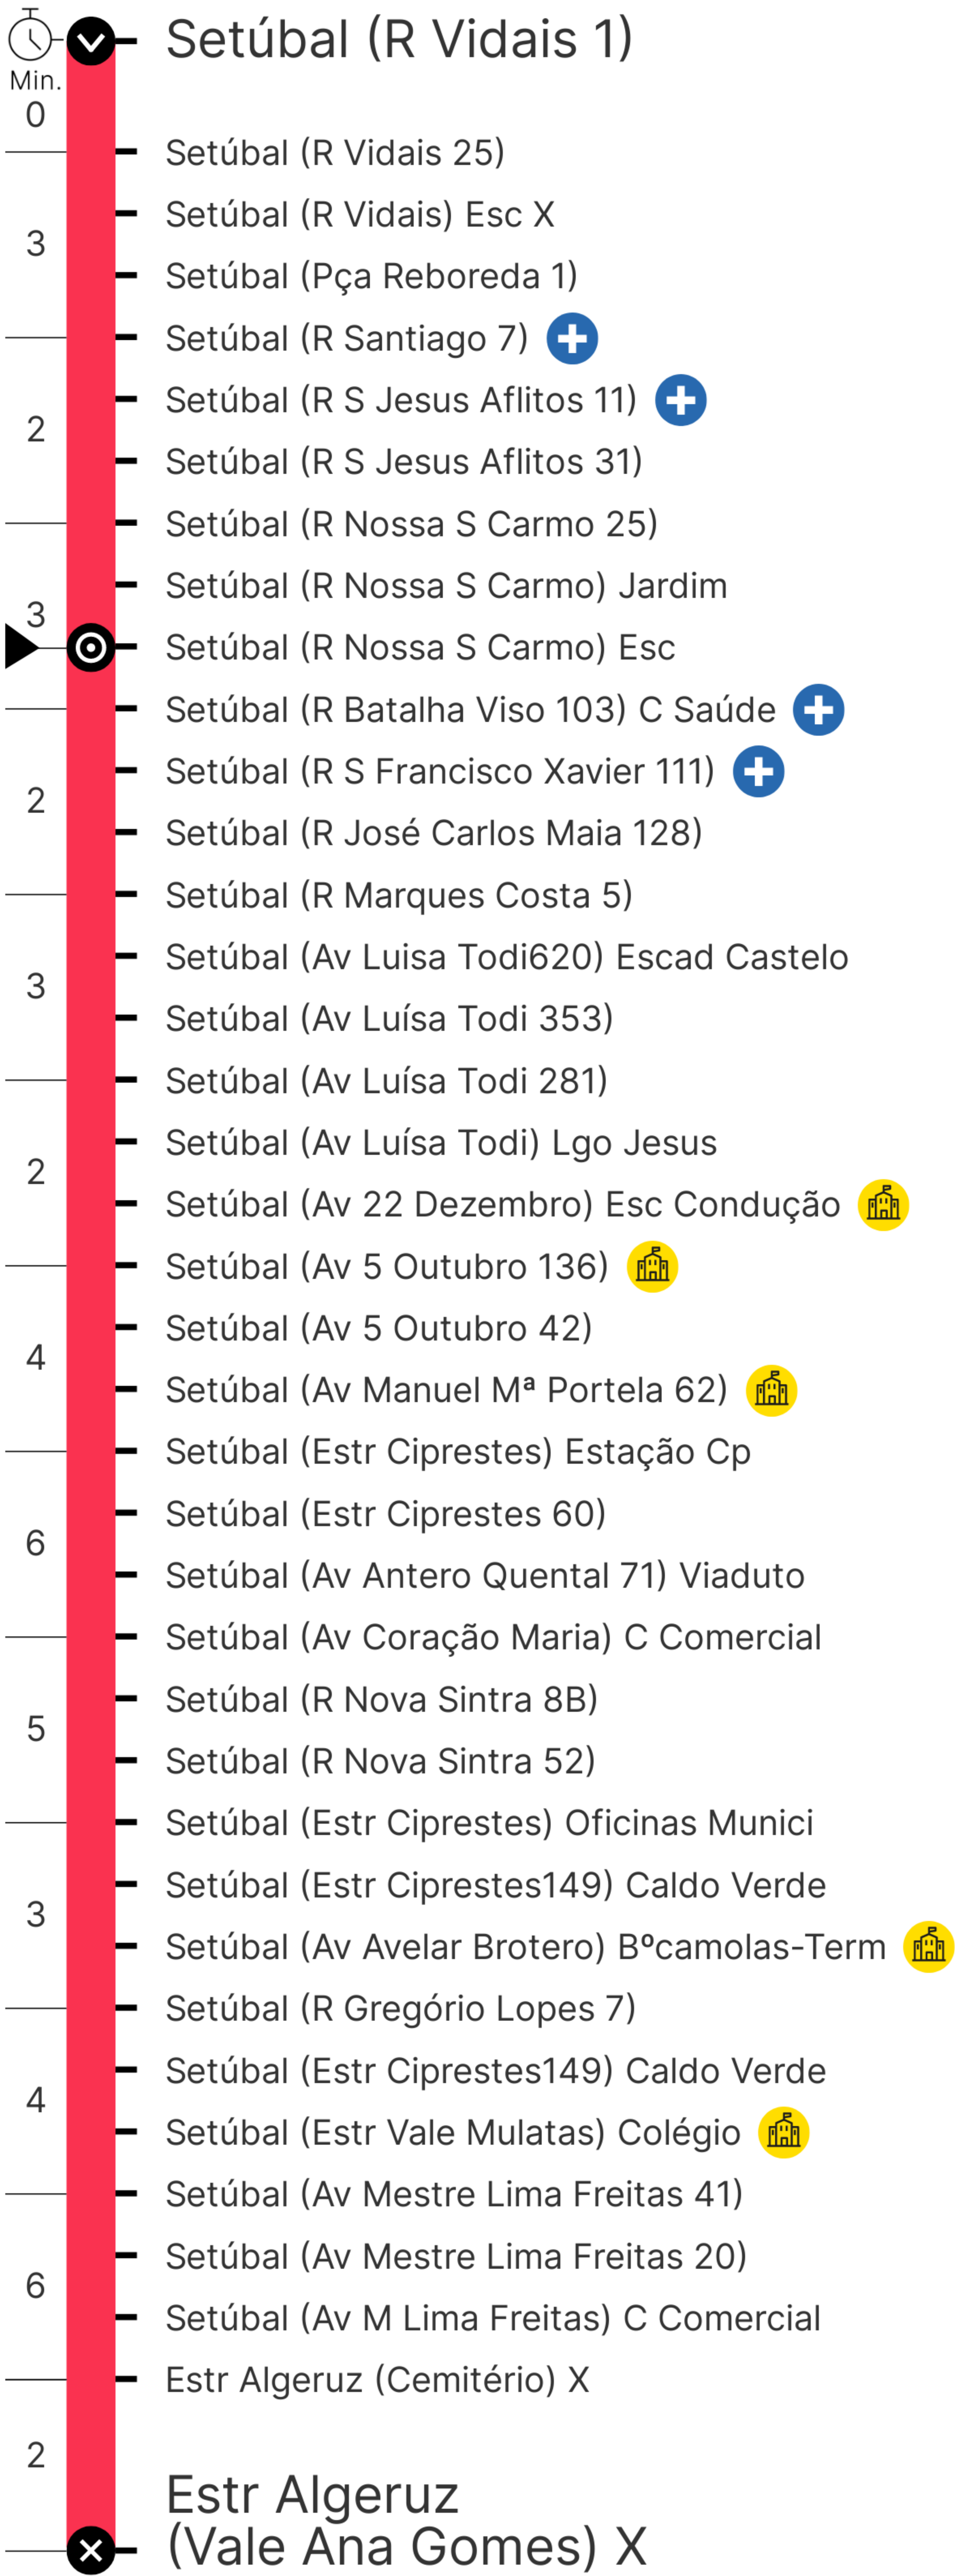 Setúbal (R Vidais 1)
Min.
0
Setúbal (R Vidais 25)
Setúbal (R Vidais) Esc X
3
Setúbal (Pça Reboreda 1)
Setúbal (R Santiago 7)
Setúbal (R S Jesus Aflitos 11)
2
Setúbal (R S Jesus Aflitos 31)
Setúbal (R Nossa S Carmo 25)
Setúbal (R Nossa S Carmo) Jardim
3
Setúbal (R Nossa S Carmo) Esc
Setúbal (R Batalha Viso 103) C Saúde
Setúbal (R S Francisco Xavier 111)
2
Setúbal (R José Carlos Maia 128)
Setúbal (R Marques Costa 5)
Setúbal (Av Luisa Todi620) Escad Castelo
3
Setúbal (Av Luísa Todi 353)
Setúbal (Av Luísa Todi 281)
Setúbal (Av Luísa Todi) Lgo Jesus
2
Setúbal (Av 22 Dezembro) Esc Condução
Setúbal (Av 5 Outubro 136)
Setúbal (Av 5 Outubro 42)
4
Setúbal (Av Manuel Mª Portela 62)
Setúbal (Estr Ciprestes) Estação Cp
Setúbal (Estr Ciprestes 60)
6
Setúbal (Av Antero Quental 71) Viaduto
Setúbal (Av Coração Maria) C Comercial
Setúbal (R Nova Sintra 8B)
5
Setúbal (R Nova Sintra 52)
Setúbal (Estr Ciprestes) Oficinas Munici
Setúbal (Estr Ciprestes149) Caldo Verde
3
Setúbal (Av Avelar Brotero) Bºcamolas-Term
Setúbal (R Gregório Lopes 7)
Setúbal (Estr Ciprestes149) Caldo Verde
4
Setúbal (Estr Vale Mulatas) Colégio
Setúbal (Av Mestre Lima Freitas 41)
Setúbal (Av Mestre Lima Freitas 20)
6
Setúbal (Av M Lima Freitas) C Comercial
Estr Algeruz (Cemitério) X
2
Estr Algeruz
(Vale Ana Gomes) X